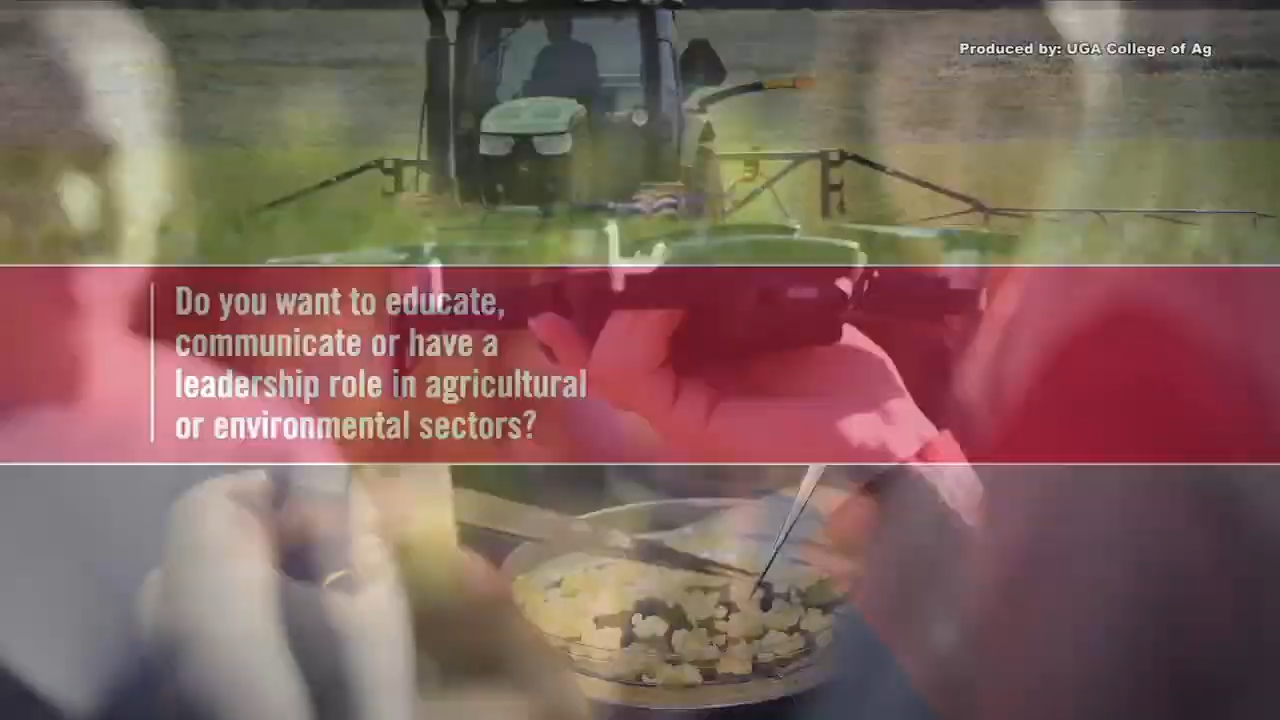 Produced by: UGA College of Ag
Do you want to educate,
communicate or have a
leadership role in agricultural
or environmental sectors?